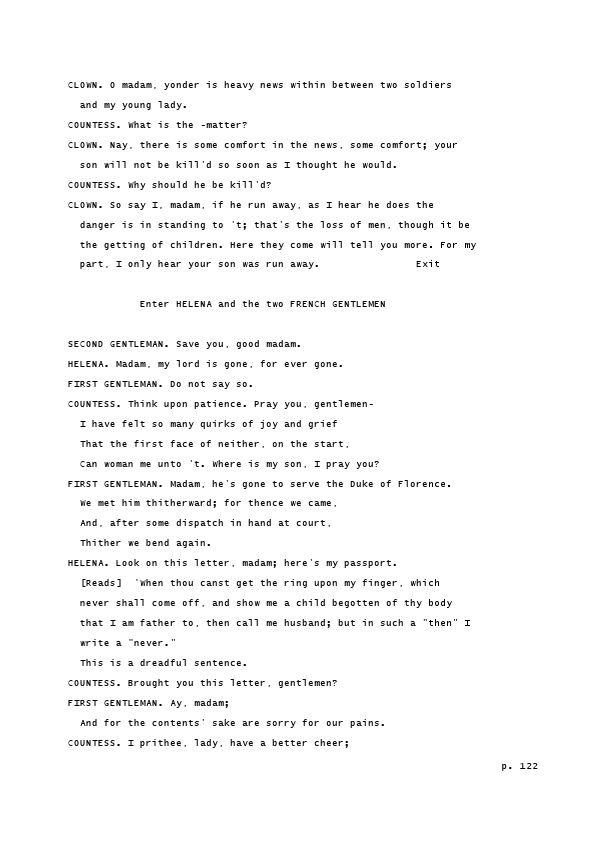 CLOWN. O madam, yonder is heavy news within between two soldiers
and my young lady.
COUNTESS. What is the -matter?
CLOWN. Nay, there is some comfort in the news, some comfort; your
son will not be kill'd so soon as I thought he would.
COUNTESS. Why should he be kill'd?
CLOWN. So say I, madam, if he run away, as I hear he does the
danger is in standing to 't; that's the loss of men, though it be
the getting of children. Here they come will tell you more. For my
part, I only hear your son was run away. Exit
Enter HELENA and the two FRENCH GENTLEMEN
SECOND GENTLEMAN. Save you, good madam.
HELENA. Madam, my lord is gone, for ever gone.
FIRST GENTLEMAN. Do not say so.
COUNTESS. Think upon patience. Pray you, gentlemen-
I have felt so many quirks of joy and grief
That the first face of neither, on the start,
Can woman me unto 't. Where is my son, I pray you?
FIRST GENTLEMAN. Madam, he's gone to serve the Duke of Florence.
We met him thitherward; for thence we came,
And, after some dispatch in hand at court,
Thither we bend again.
HELENA. Look on this letter, madam; here's my passport.
[Reads] 'When thou canst get the ring upon my finger, which
never shall come off, and show me a child begotten of thy body
that I am father to, then call me husband; but in such a "then" I
write a "never."
This is a dreadful sentence.
COUNTESS. Brought you this letter, gentlemen?
FIRST GENTLEMAN. Ay, madam;
And for the contents' sake are sorry for our pains.
COUNTESS. I prithee, lady, have a better cheer;
p. 122